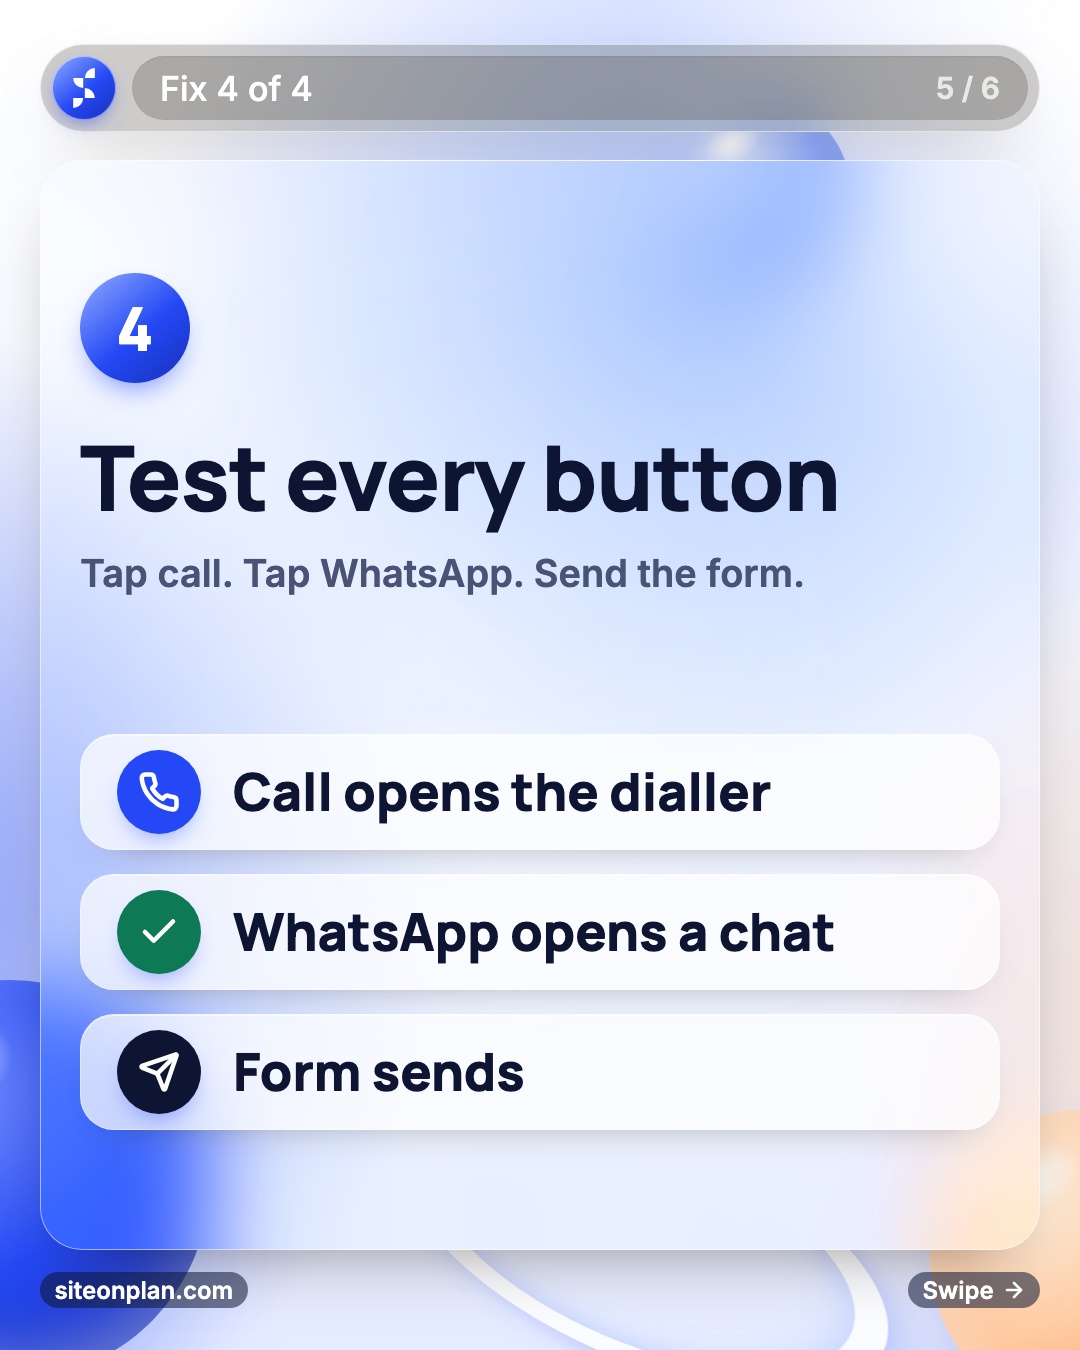 Fix 4 of 4
5 / 6
4
Test every button
Tap call. Tap WhatsApp. Send the form.
Call opens the dialler
WhatsApp opens a chat
Form sends
siteonplan.com
Swipe →